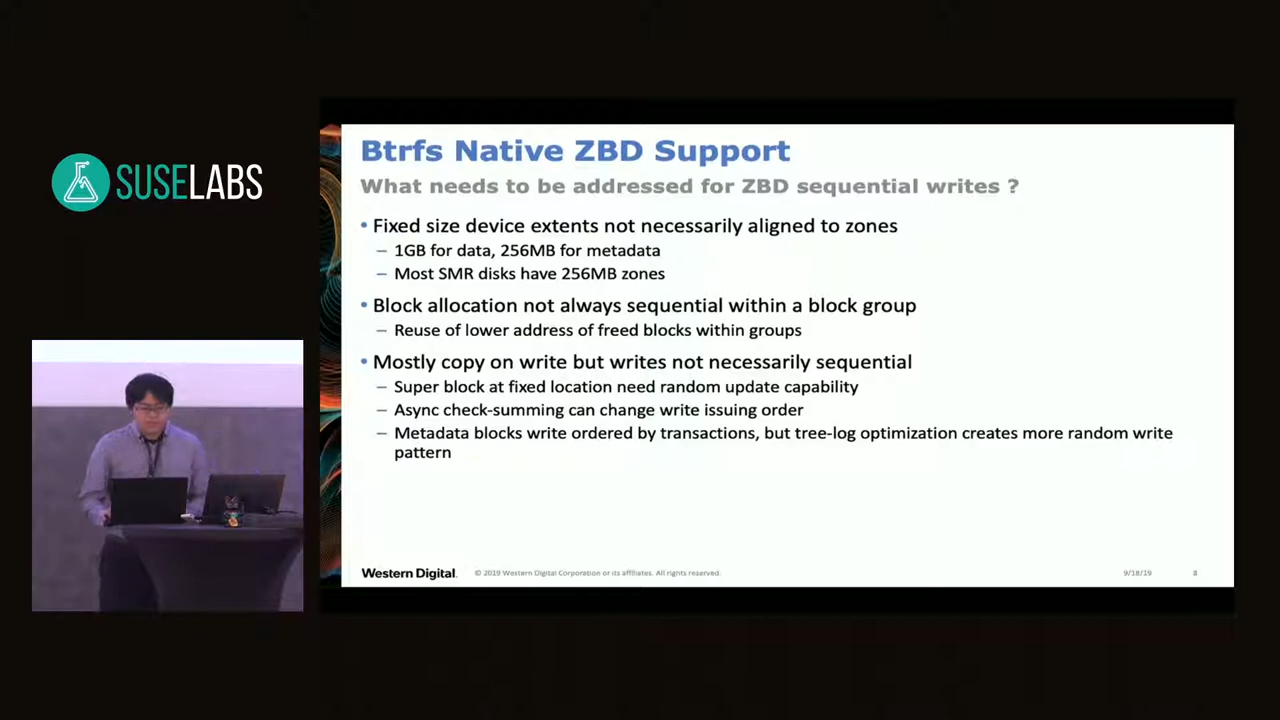 SUSELABS
Btrfs Native ZBD Support
What needs to be addressed for ZBD sequential writes ?
• Fixed size device extents not necessarily aligned to zones
– 1GB for data, 256MB for metadata
– Most SMR disks have 256MB zones
• Block allocation not always sequential within a block group
– Reuse of lower address of freed blocks within groups
• Mostly copy on write but writes not necessarily sequential
– Super block at fixed location need random update capability
– Async check-summing can change write issuing order
– Metadata blocks write ordered by transactions, but tree-log optimization creates more random write
pattern
Western Digital.
© 2019 Western Digital Corporation or its affiliates. All rights reserved.
9/18/19
8